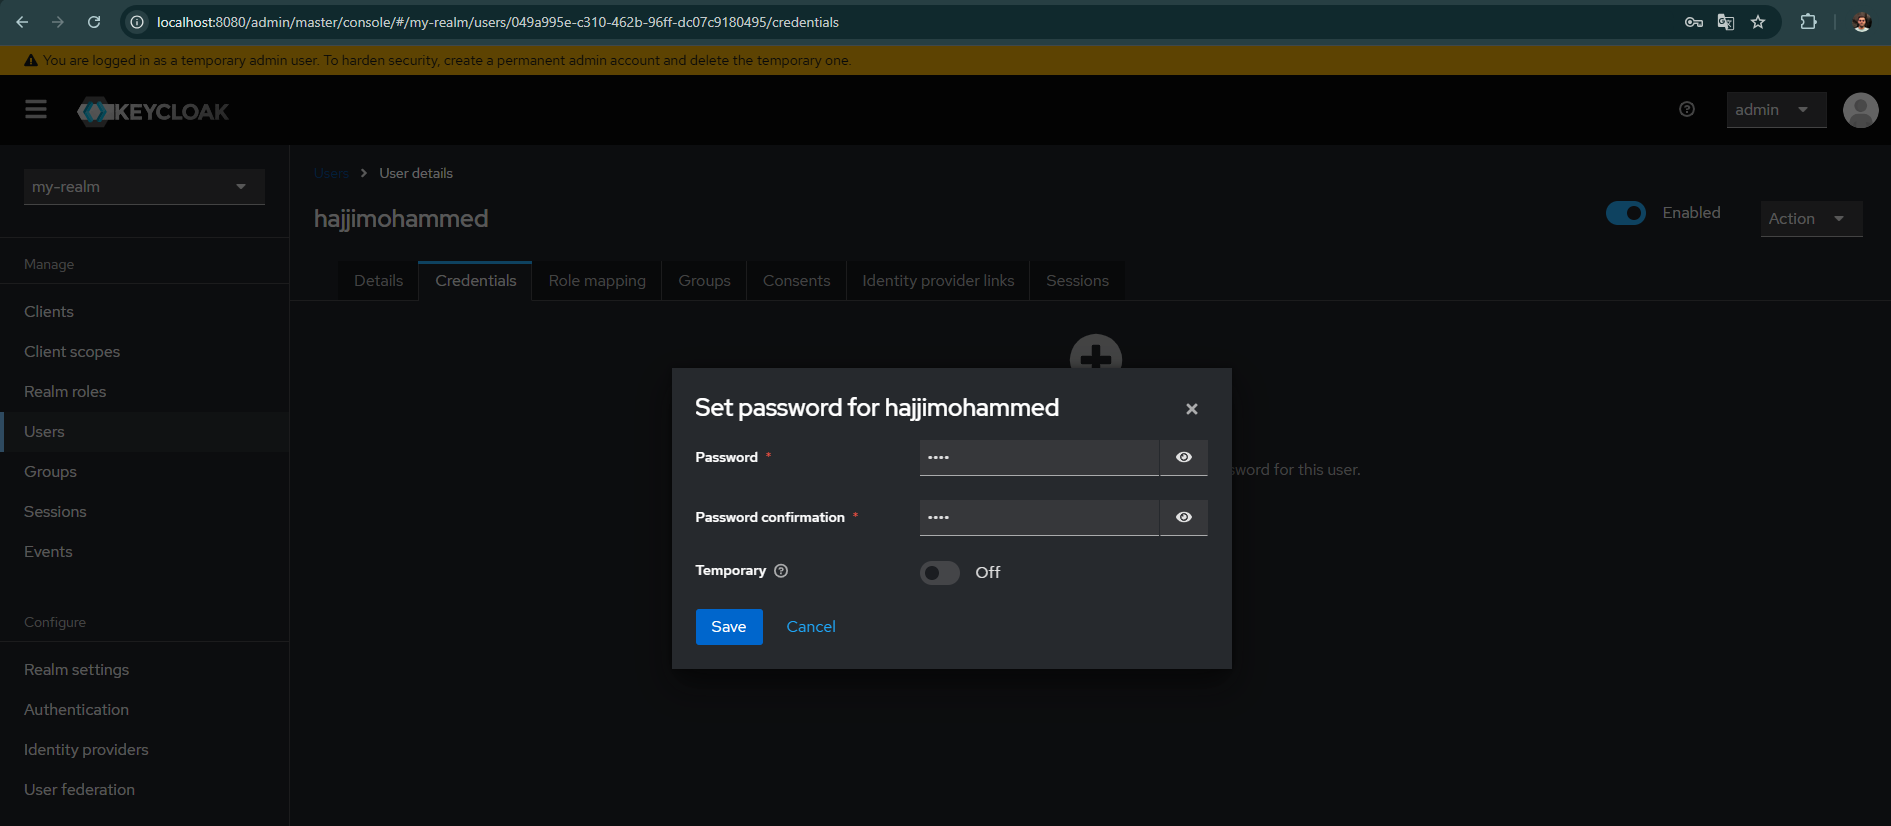 localhost:8080/admin/master/console/#/my-realm/users/049a995e-c310-462b-96ff-dc07c9180495/credentials
You are logged in as a temporary admin user. To harden security, create a permanent admin account and delete the temporary one.
KEYCLOAK
admin
my-realm
Manage
Clients
Client scopes
Realm roles
Users
Groups
Sessions
Events
Configure
Realm settings
Authentication
Identity providers
User federation
Users > User details
hajjimohammed
Enabled
Action
Details Credentials Role mapping Groups Consents Identity provider links Sessions
sword for this user.
Set password for hajjimohammed
Password *
••••
Password confirmation *
••••
Temporary
Off
Save Cancel